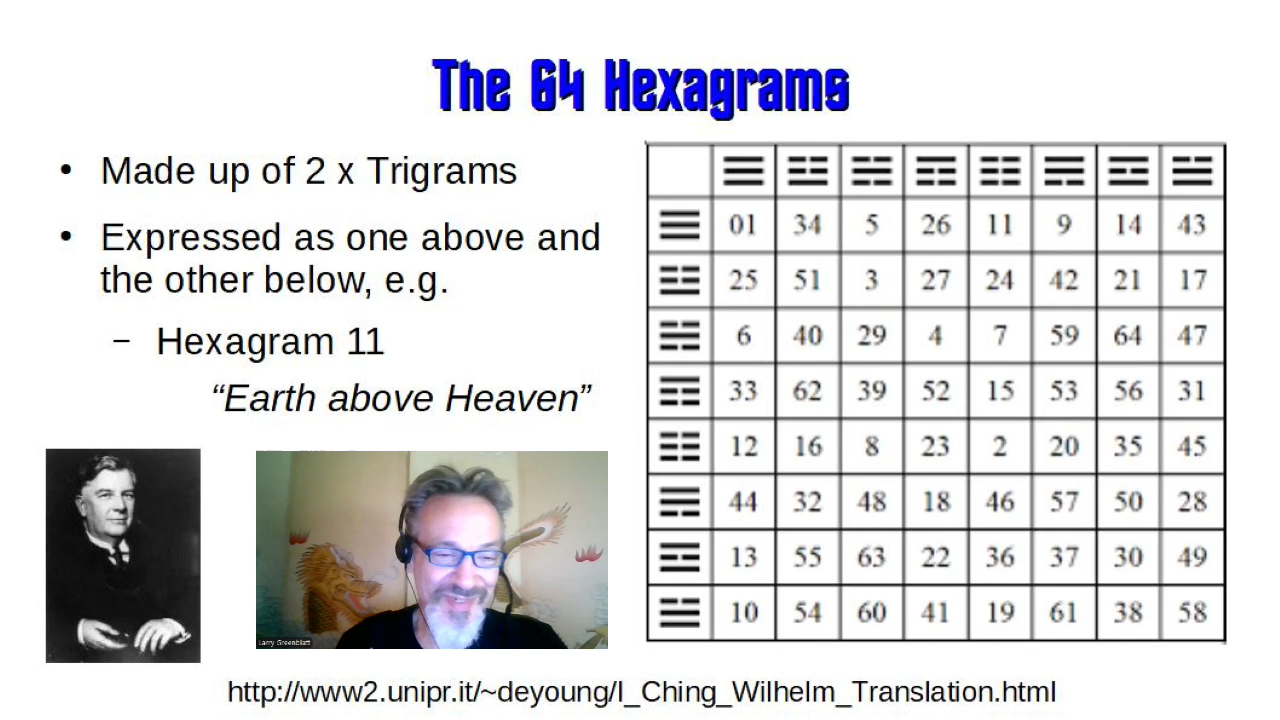 The 64 Hexagrams
• Made up of 2 x Trigrams
• Expressed as one above and
the other below, e.g.
– Hexagram 11
“Earth above Heaven”
01 34 5 26 11 9 14 43
25 51 3 27 24 42 21 17
6 40 29 4 7 59 64 47
33 62 39 52 15 53 56 31
12 16 8 23 2 20 35 45
44 32 48 18 46 57 50 28
13 55 63 22 36 37 30 49
10 54 60 41 19 61 38 58
Larry Greenblatt
http://www2.unipr.it/~deyoung/I_Ching_Wilhelm_Translation.html